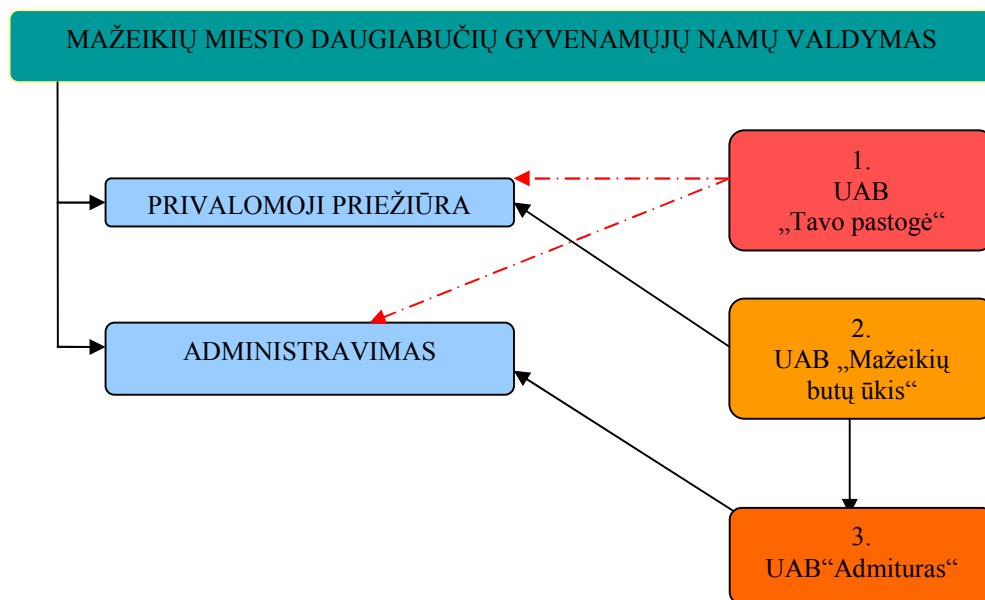 MAŽEIKIŲ MIESTO DAUGIABUČIŲ GYVENAMŲJŲ NAMŲ VALDYMAS
PRIVALOMOJI PRIEŽIŪRA
ADMINISTRAVIMAS
1.
UAB
„Tavo pastogė“
2.
UAB „Mažeikių
butų ūkis“
3.
UAB“Admituras“